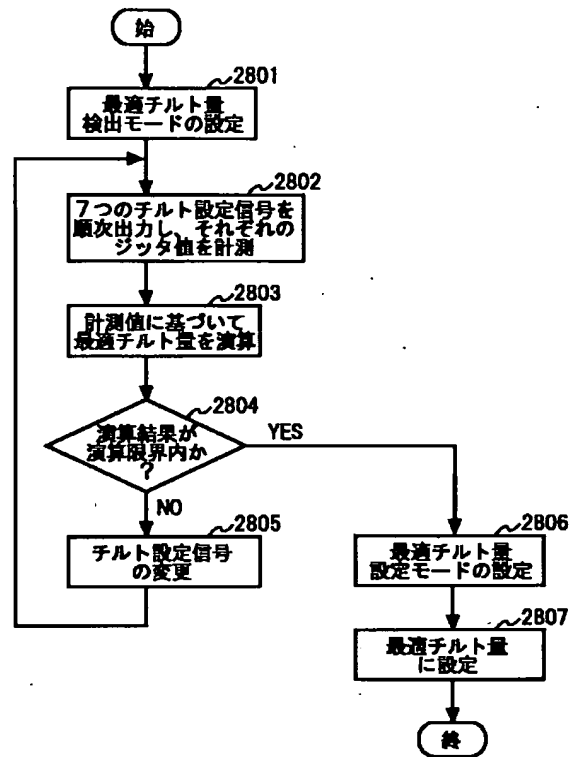 始
2801
最適チルト量
検出モードの設定
2802
7つのチルト設定信号を
順次出力し、それぞれの
ジッタ値を計測
2803
計測値に基づいて
最適チルト量を演算
2804
演算結果が
演算限界内か
?
YES
NO
2805
チルト設定信号
の変更
2806
最適チルト量
設定モードの設定
2807
最適チルト量
に設定
終